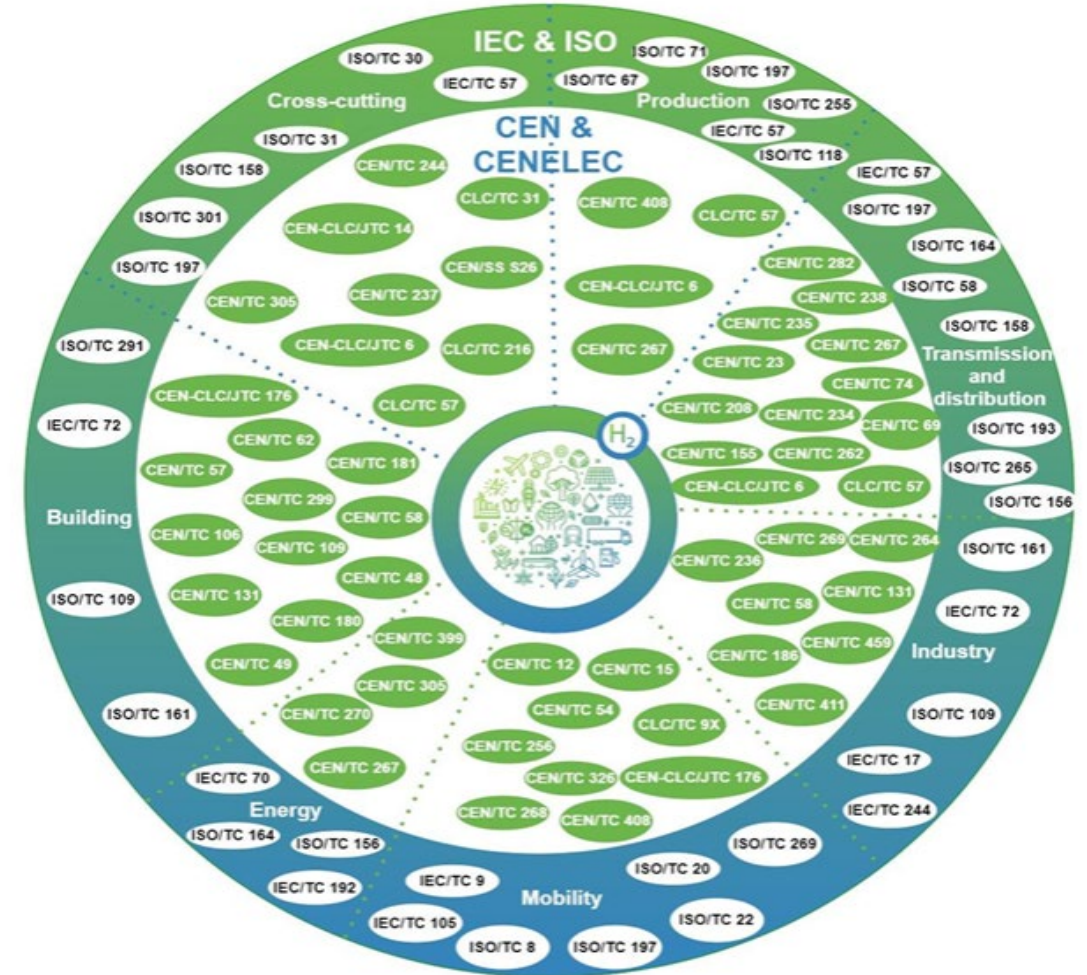 IEC & ISO
CEN &
CENELEC
H₂
Cross-cutting
ISO/TC 30
IEC/TC 57
ISO/TC 31
ISO/TC 158
ISO/TC 301
ISO/TC 197
CEN/TC 244
CLC/TC 31
CEN-CLC/JTC 14
CEN/SS S26
CEN/TC 237
CEN/TC 305
CEN-CLC/JTC 6
CLC/TC 216
CLC/TC 57
Production
ISO/TC 71
ISO/TC 67
ISO/TC 197
ISO/TC 255
IEC/TC 57
ISO/TC 118
CEN/TC 408
CLC/TC 57
CEN-CLC/JTC 6
CEN/TC 267
Transmission
and
distribution
IEC/TC 57
ISO/TC 197
ISO/TC 164
ISO/TC 58
ISO/TC 158
ISO/TC 193
ISO/TC 265
ISO/TC 156
CEN/TC 282
CEN/TC 238
CEN/TC 235
CEN/TC 267
CEN/TC 23
CEN/TC 74
CEN/TC 208
CEN/TC 234
CEN/TC 69
CEN/TC 155
CEN/TC 262
CEN-CLC/JTC 6
CLC/TC 57
Industry
ISO/TC 161
IEC/TC 72
ISO/TC 109
IEC/TC 17
IEC/TC 244
CEN/TC 269
CEN/TC 264
CEN/TC 236
CEN/TC 58
CEN/TC 131
CEN/TC 186
CEN/TC 459
CEN/TC 411
Mobility
ISO/TC 269
ISO/TC 20
ISO/TC 22
ISO/TC 197
ISO/TC 8
IEC/TC 105
IEC/TC 9
CEN/TC 12
CEN/TC 15
CEN/TC 54
CLC/TC 9X
CEN/TC 256
CEN/TC 326
CEN-CLC/JTC 176
CEN/TC 268
CEN/TC 408
Energy
IEC/TC 70
ISO/TC 164
ISO/TC 156
IEC/TC 192
CEN/TC 399
CEN/TC 305
CEN/TC 270
CEN/TC 267
Building
ISO/TC 291
IEC/TC 72
ISO/TC 109
ISO/TC 161
CEN-CLC/JTC 176
CEN/TC 62
CEN/TC 57
CEN/TC 181
CEN/TC 299
CEN/TC 58
CEN/TC 106
CEN/TC 109
CEN/TC 48
CEN/TC 131
CEN/TC 180
CEN/TC 49